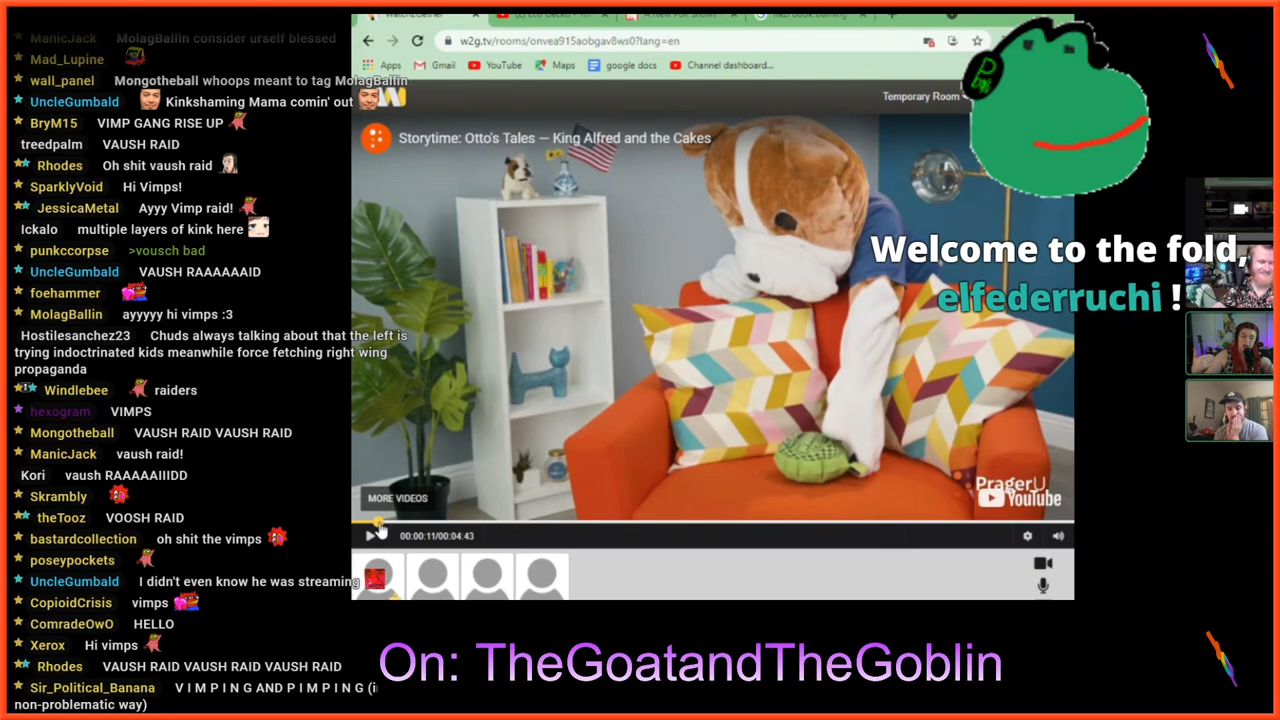 ManicJack MolagBallin consider urself blessed
Mad_Lupine
wall_panel Mongotheball whoops meant to tag MolagBallin
UncleGumbald Kinkshaming Mama comin' out
BryM15 VIMP GANG RISE UP
treedpalm VAUSH RAID
Rhodes Oh shit vaush raid
SparklyVoid Hi Vimps!
JessicaMetal Ayyy Vimp raid!
Ickalo multiple layers of kink here
punkccorpse >vousch bad
UncleGumbald VAUSH RAAAAAID
foehammer
MolagBallin ayyyyy hi vimps :3
Hostilesanchez23 Chuds always talking about that the left is
trying indoctrinated kids meanwhile force fetching right wing
propaganda
Windlebee raiders
hexogram VIMPS
Mongotheball VAUSH RAID VAUSH RAID
ManicJack vaush raid!
Kori vaush RAAAAAIIIDD
Skrambly
theTooz VOOSH RAID
bastardcollection oh shit the vimps
poseypockets
UncleGumbald I didn't even know he was streaming
CopioidCrisis vimps
ComradeOwO HELLO
Xerox Hi vimps
Rhodes VAUSH RAID VAUSH RAID VAUSH RAID
Sir_Political_Banana V I M P I N G A N D P I M P I N G (i
non-problematic way)
w2g.tv/rooms/onvea915aobgav8ws0?lang=en
Apps Gmail YouTube Maps google docs Channel dashboard...
Temporary Room
Storytime: Otto's Tales — King Alfred and the Cakes
Welcome to the fold,
elfederruchi !
PragerU
YouTube
MORE VIDEOS
00:00:11/00:04:43
On: TheGoatandTheGoblin